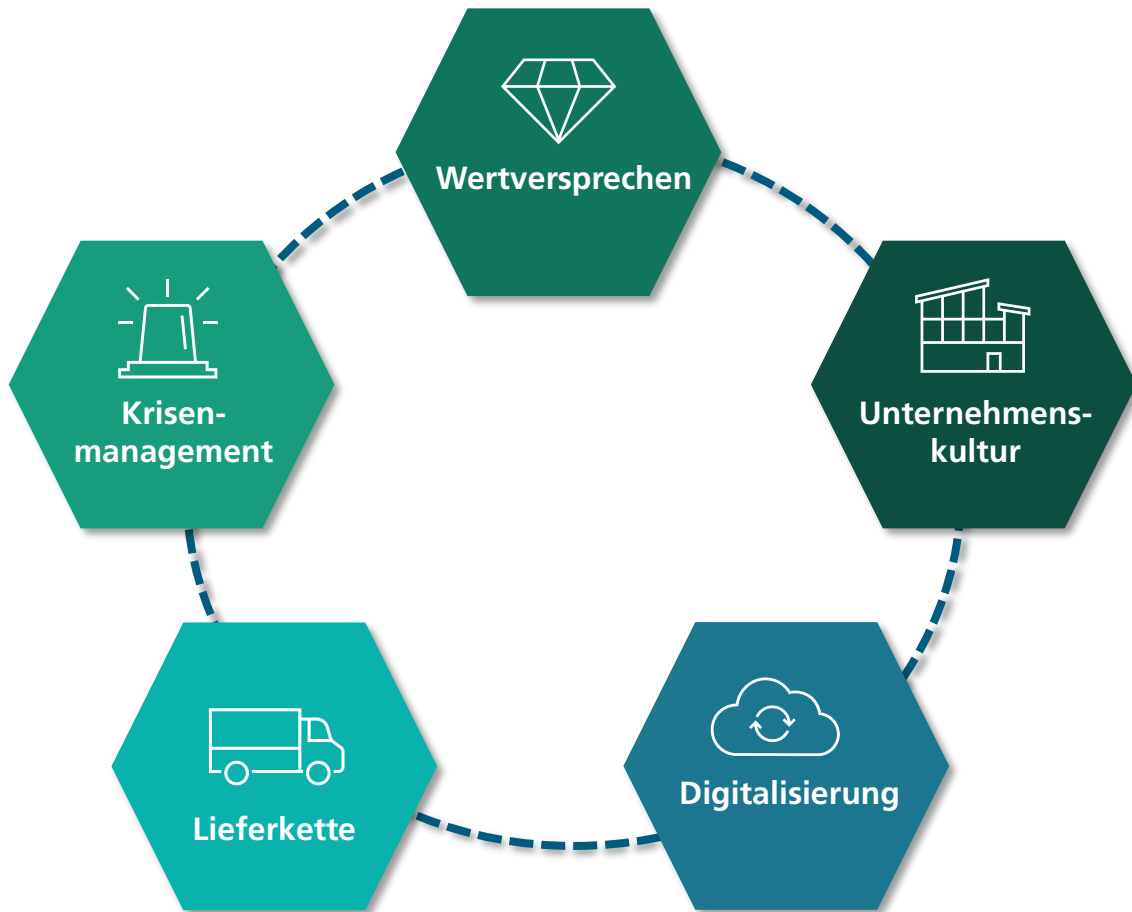 Wertversprechen
Krisen-
management
Unternehmens-
kultur
Lieferkette
Digitalisierung